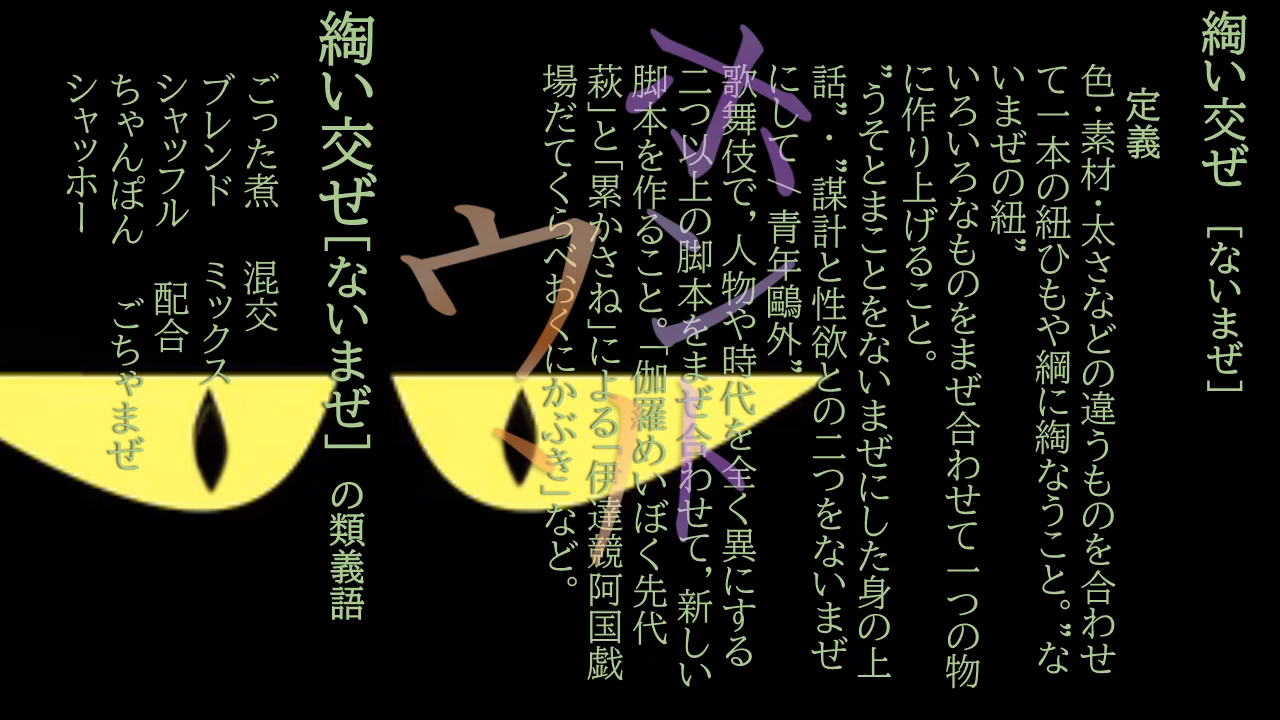 綯い交ぜ [ないまぜ]
定義
色・素材・太さなどの違うものを合わせ
て一本の紐ひもや綱に綯なうこと。”な
いまぜの紐”
いろいろなものをまぜ合わせて一つの物
に作り上げること。
”うそとまことをないまぜにした身の上
話”・”謀計と性欲との二つをないまぜ
にして／青年鷗外”
歌舞伎で，人物や時代を全く異にする
二つ以上の脚本をまぜ合わせて，新しい
脚本を作ること。「伽羅めいぼく先代
萩」と「累かさね」による「伊達競阿国戯
場だてくらべおくにかぶき」など。
綯い交ぜ[ないまぜ] の類義語
ごった煮 混交
ブレンド ミックス
シャッフル 配合
ちゃんぽん ごちゃまぜ
シャッホー
ホント
ウソ